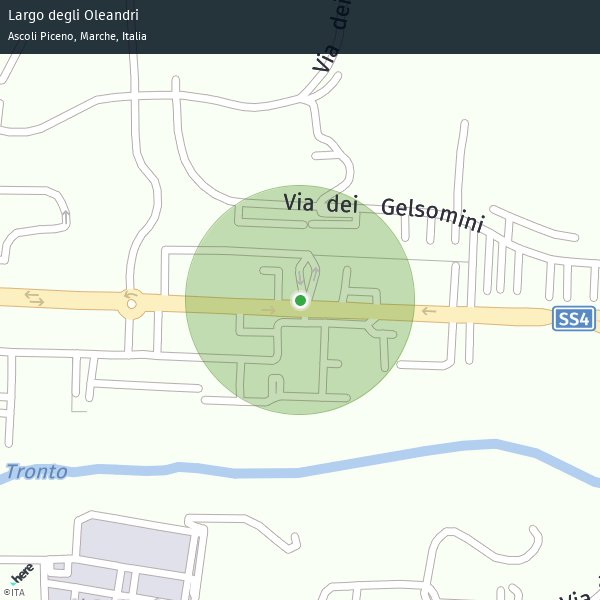 Largo degli Oleandri
Ascoli Piceno, Marche, Italia
Via dei
Via dei Gelsomini
SS4
Tronto
here
©ITA
Via